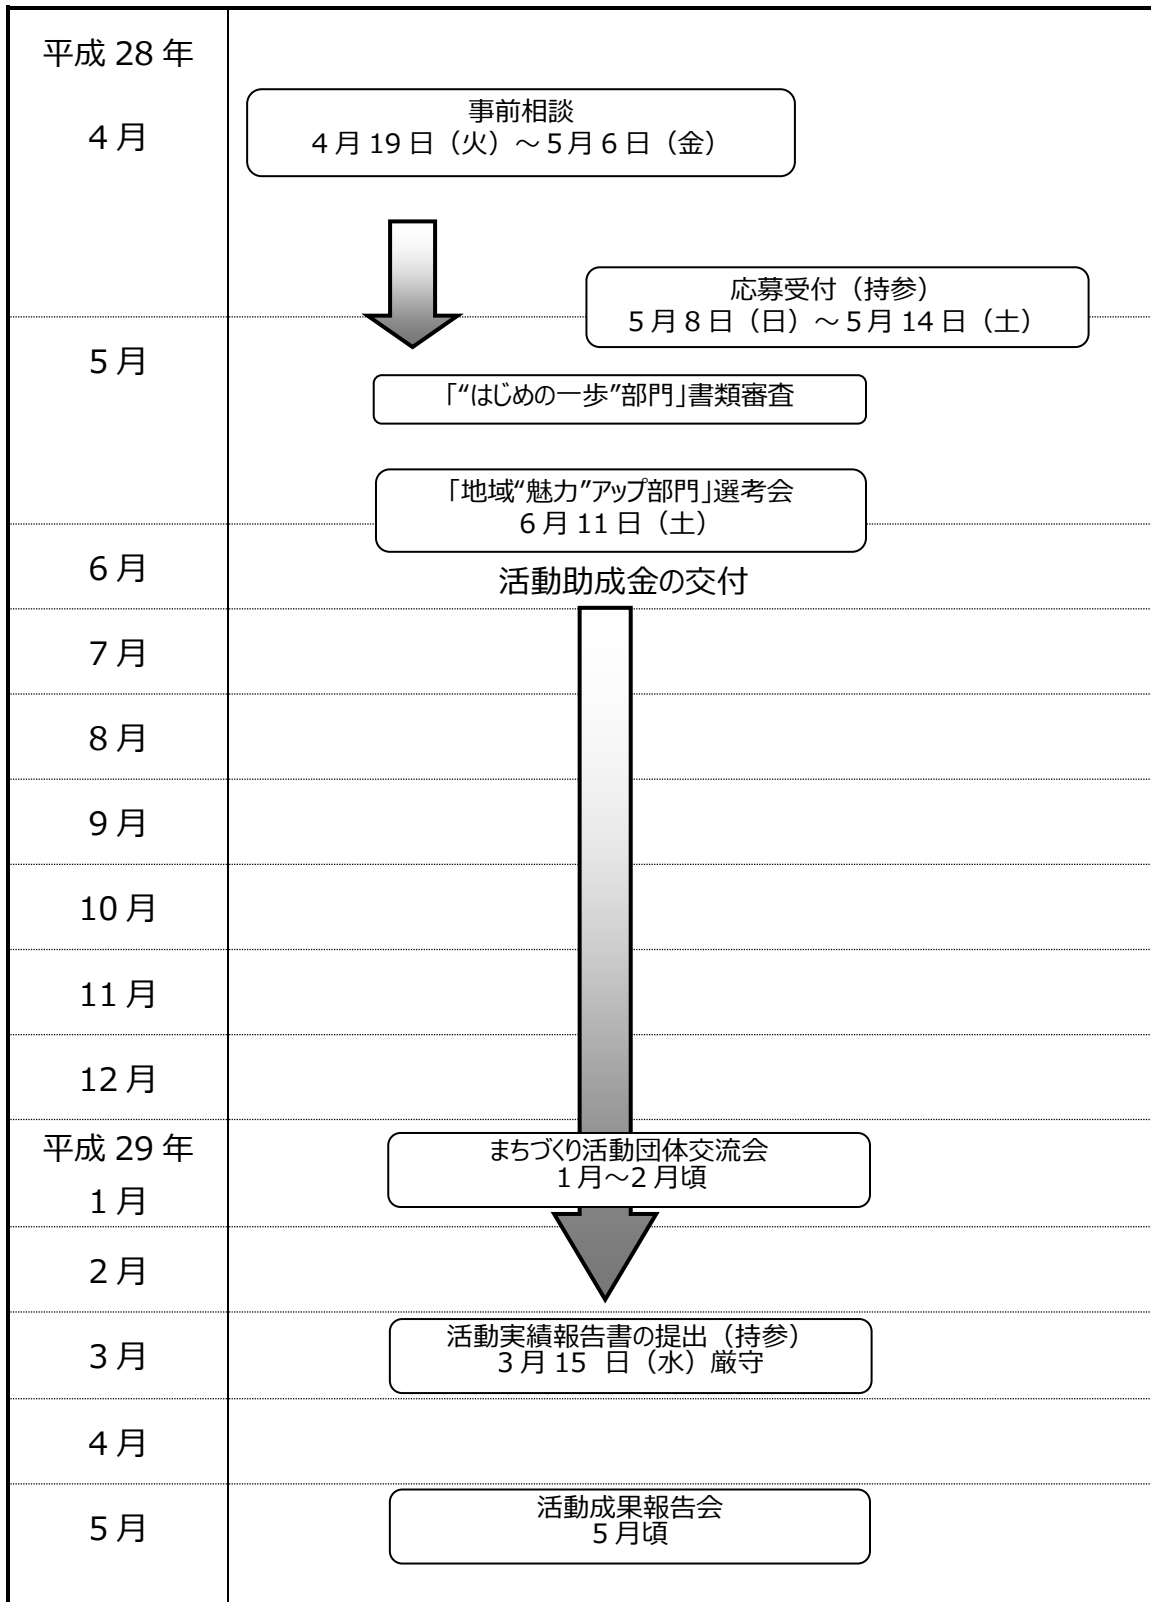 平成 28 年
4 月
事前相談
4 月 19 日（火）～5 月 6 日（金）
応募受付（持参）
5 月 8 日（日）～5 月 14 日（土）
5 月
「“はじめの一歩”部門」書類審査
「地域“魅力”アップ部門」選考会
6 月 11 日（土）
6 月
活動助成金の交付
7 月
8 月
9 月
10 月
11 月
12 月
平成 29 年
1 月
まちづくり活動団体交流会
1 月～2 月頃
2 月
3 月
活動実績報告書の提出（持参）
3 月 15 日（水）厳守
4 月
5 月
活動成果報告会
5 月頃